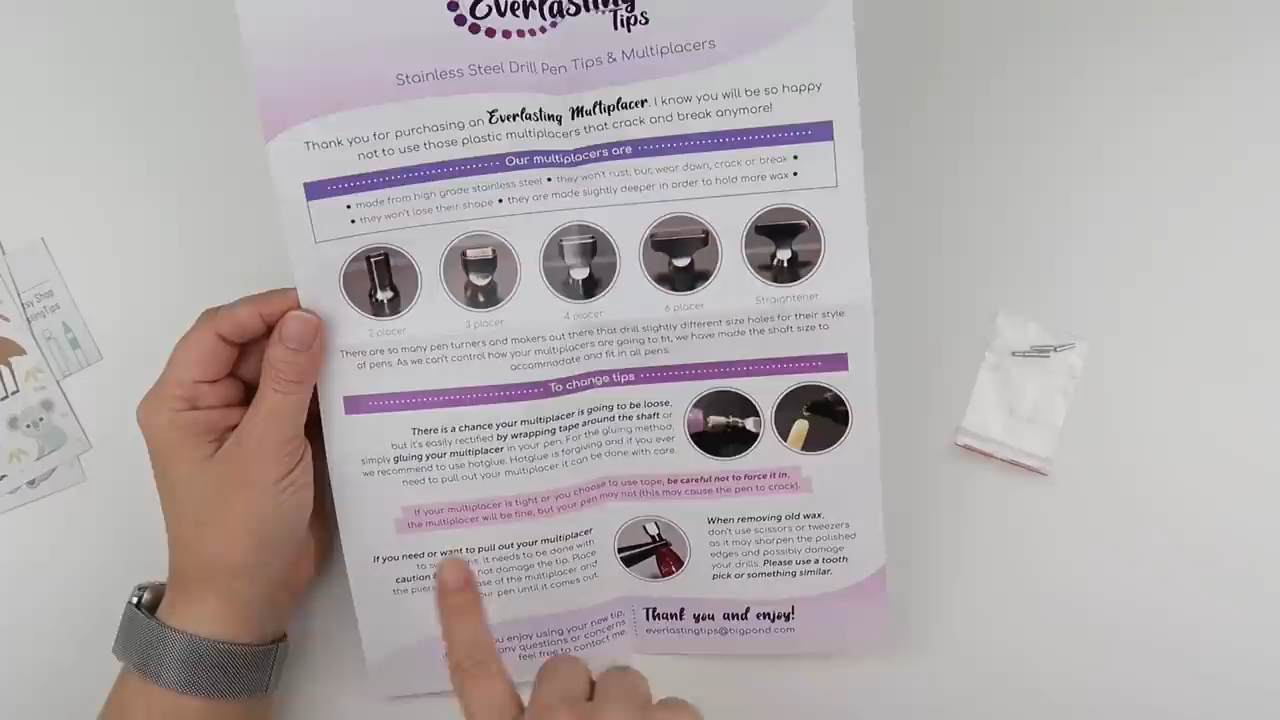 Everlasting
Tips
Stainless Steel Drill Pen Tips & Multiplacers
Thank you for purchasing an Everlasting Multiplacer. I know you will be so happy
not to use those plastic multiplacers that crack and break anymore!
Our multiplacers are
• made from high grade stainless steel • they won't rust, bur, wear down, crack or break •
• they won't lose their shape • they are made slightly deeper in order to hold more wax •
2 placer
3 placer
4 placer
6 placer
Straightener
There are so many pen turners and makers out there that drill slightly different size holes for their style
of pens. As we can't control how your multiplacers are going to fit, we have made the shaft size to
accommodate and fit in all pens.
To change tips
There is a chance your multiplacer is going to be loose,
but it's easily rectified by wrapping tape around the shaft or
simply gluing your multiplacer in your pen. For the gluing method,
we recommend to use hotglue. Hotglue is forgiving and if you ever
need to pull out your multiplacer it can be done with care.
If your multiplacer is tight or you choose to use tape, be careful not to force it in,
the multiplacer will be fine, but your pen may not (this may cause the pen to crack).
If you need or want to pull out your multiplacer
to it needs to be done with
caution not damage the tip. Place
the pliers of the multiplacer and
your pen until it comes out.
When removing old wax,
don't use scissors or tweezers
as it may sharpen the polished
edges and possibly damage
your drills. Please use a tooth
pick or something similar.
enjoy using your new tip,
any questions or concerns
feel free to contact me.
Thank you and enjoy!
everlastingtips@bigpond.com
Shop
Tips